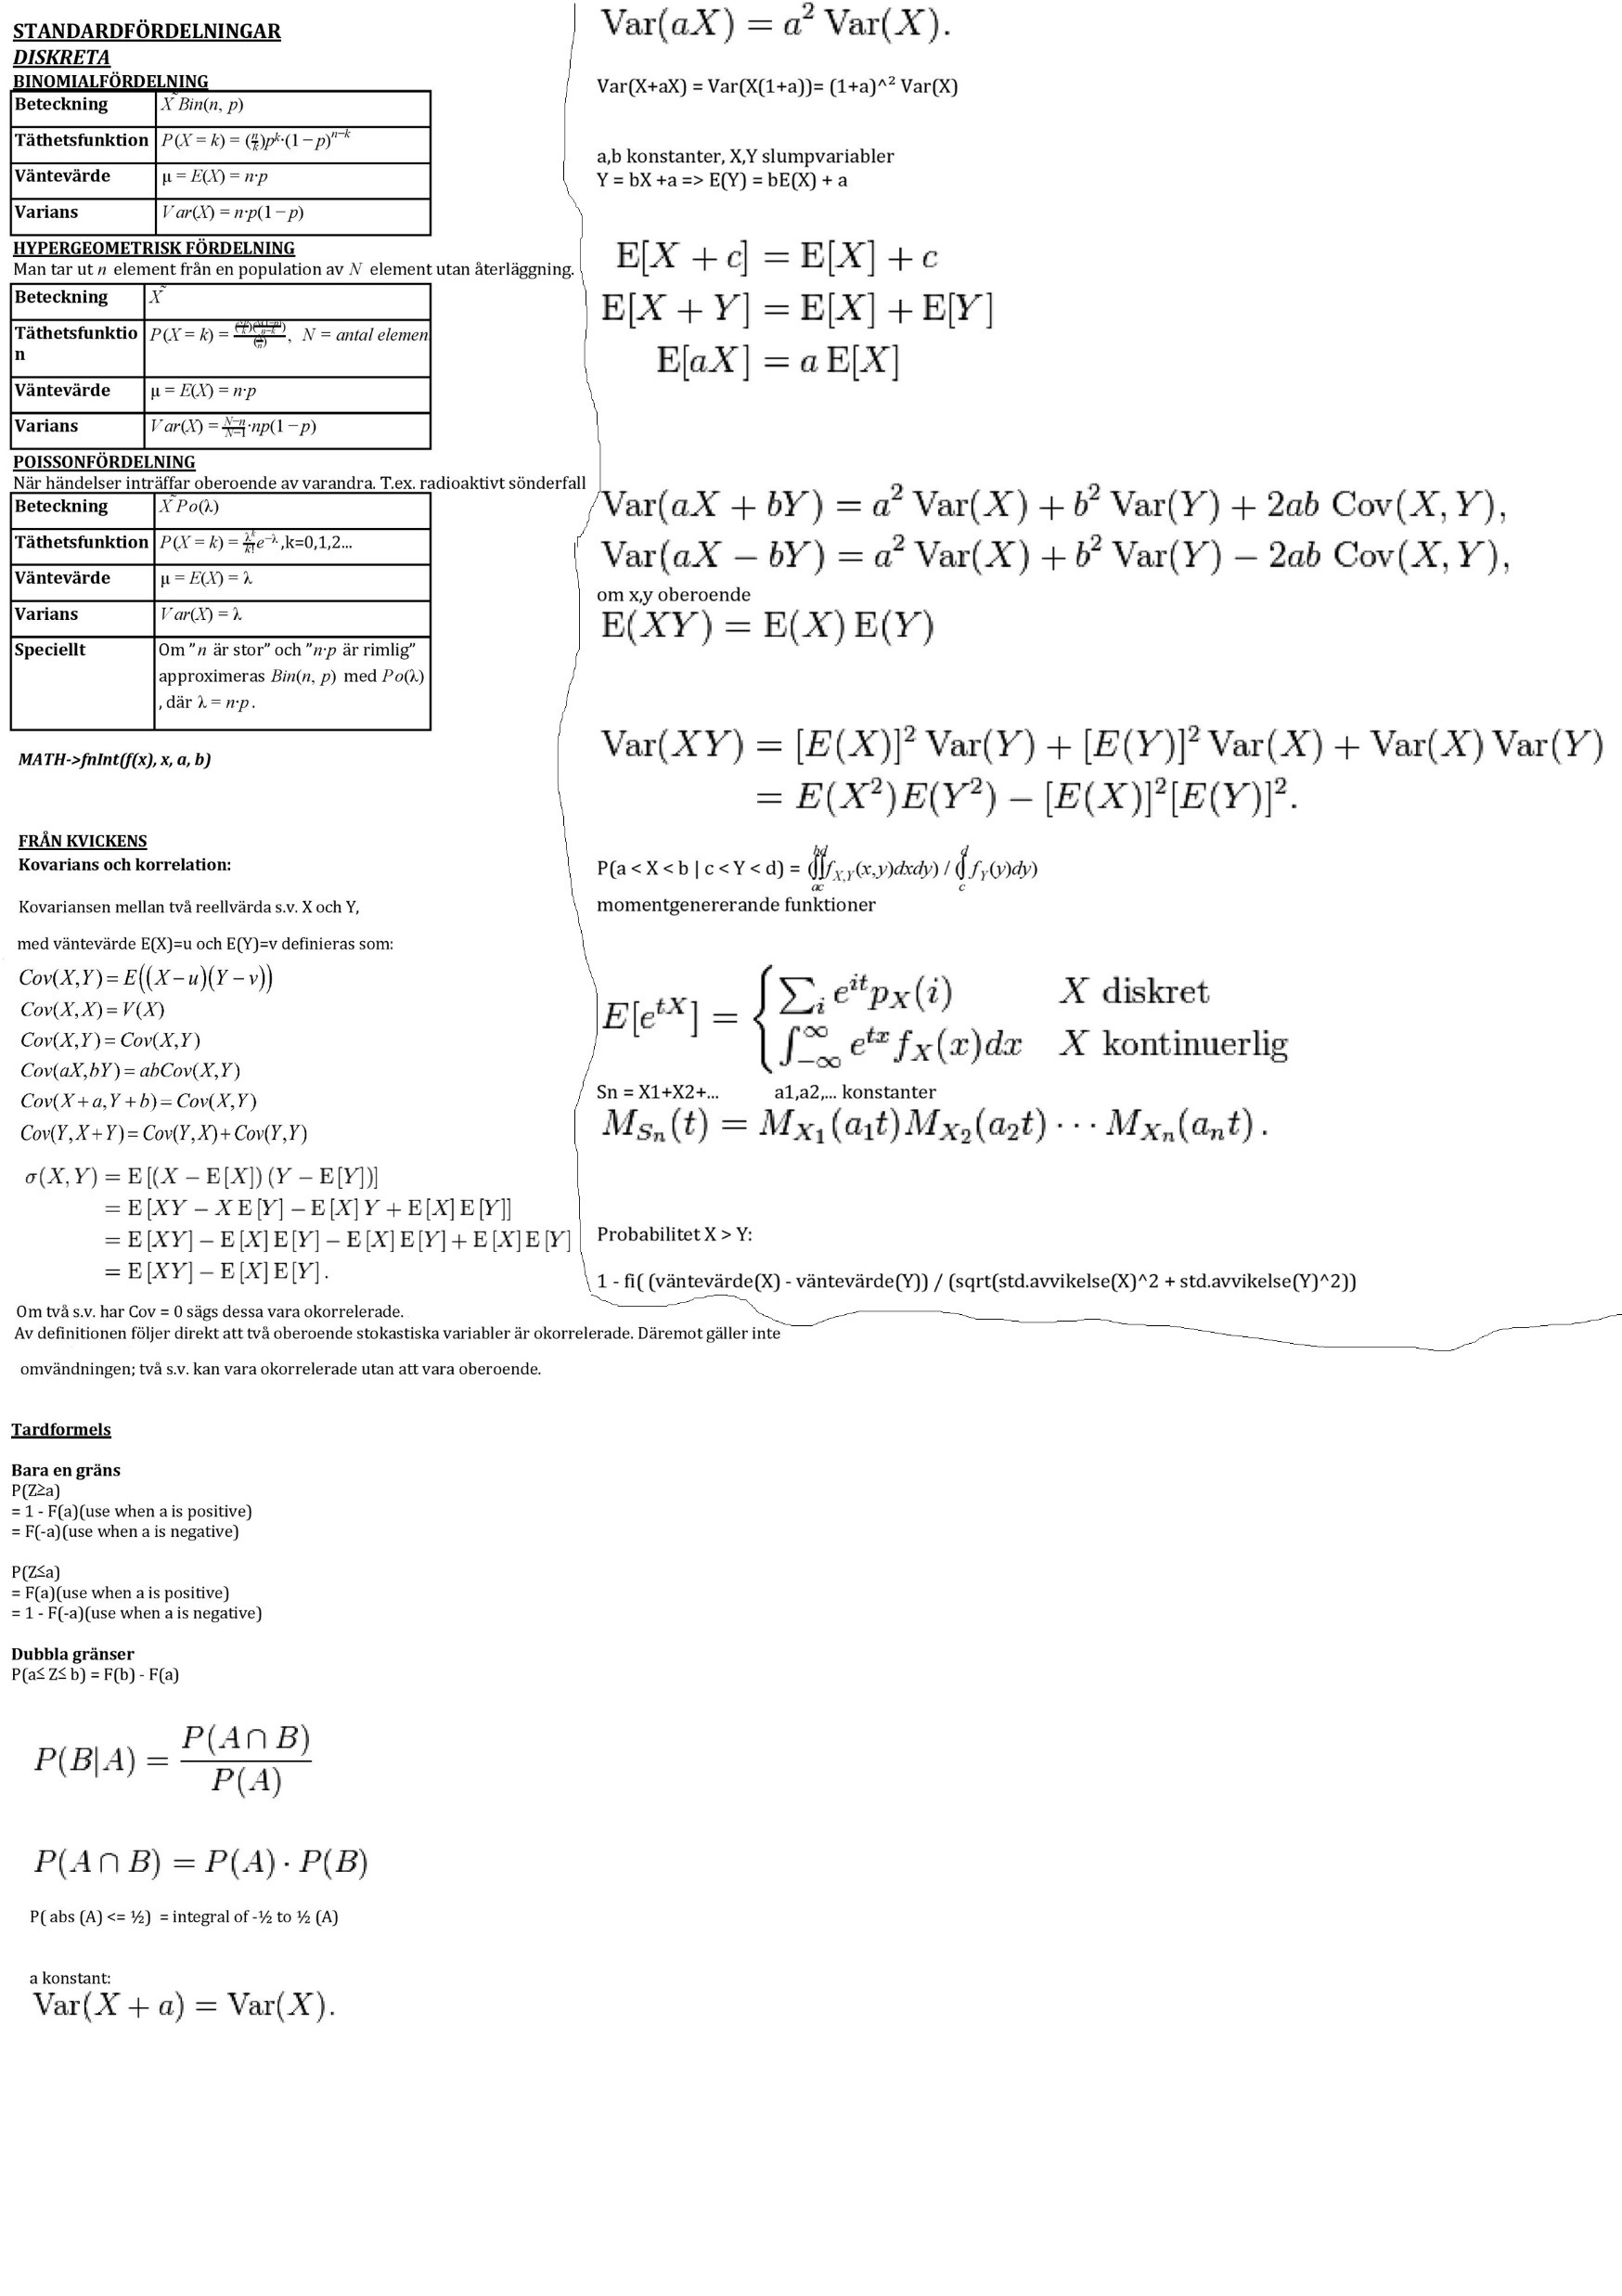 STANDARDFÖRDELNINGAR
DISKRETA
BINOMIALFÖRDELNING
Beteckning X~Bin(n, p)
Täthetsfunktion P(X = k) = (n/k)p^k·(1 − p)^(n−k)
Väntevärde μ = E(X) = n·p
Varians Var(X) = n·p(1 − p)
HYPERGEOMETRISK FÖRDELNING
Man tar ut n element från en population av N element utan återläggning.
Beteckning X~
Täthetsfunktio
n P(X = k) = , N = antal elemen
Väntevärde μ = E(X) = n·p
Varians Var(X) = (N−n)/(N−1)·np(1 − p)
POISSONFÖRDELNING
När händelser inträffar oberoende av varandra. T.ex. radioaktivt sönderfall
Beteckning X~Po(λ)
Täthetsfunktion P(X = k) = λ^k/k! e^−λ ,k=0,1,2...
Väntevärde μ = E(X) = λ
Varians Var(X) = λ
Speciellt Om ”n är stor” och ”n·p är rimlig”
approximeras Bin(n, p) med Po(λ)
, där λ = n·p.
MATH->fnInt(f(x), x, a, b)
FRÅN KVICKENS
Kovarians och korrelation:
Kovariansen mellan två reellvärda s.v. X och Y,
med väntevärde E(X)=u och E(Y)=v definieras som:
Cov(X,Y) = E((X − u)(Y − v))
Cov(X,X) = V(X)
Cov(X,Y) = Cov(X,Y)
Cov(aX,bY) = abCov(X,Y)
Cov(X + a,Y + b) = Cov(X,Y)
Cov(Y,X + Y) = Cov(Y,X) + Cov(Y,Y)
σ(X, Y) = E [(X − E[X]) (Y − E[Y])]
= E [XY − X E [Y] − E [X] Y + E [X] E [Y]]
= E [XY] − E [X] E [Y] − E [X] E [Y] + E [X] E [Y]
= E [XY] − E [X] E [Y] .
Om två s.v. har Cov = 0 sägs dessa vara okorrelerade.
Av definitionen följer direkt att två oberoende stokastiska variabler är okorrelerade. Däremot gäller inte
omvändningen; två s.v. kan vara okorrelerade utan att vara oberoende.
Tardformels
Bara en gräns
P(Z≥a)
= 1 - F(a)(use when a is positive)
= F(-a)(use when a is negative)
P(Z≤a)
= F(a)(use when a is positive)
= 1 - F(-a)(use when a is negative)
Dubbla gränser
P(a≤ Z≤ b) = F(b) - F(a)
P(B|A) = P(A ∩ B) / P(A)
P(A ∩ B) = P(A) · P(B)
P( abs (A) <= ½) = integral of -½ to ½ (A)
a konstant:
Var(X + a) = Var(X).
Var(aX) = a² Var(X).
Var(X+aX) = Var(X(1+a))= (1+a)^² Var(X)
a,b konstanter, X,Y slumpvariabler
Y = bX +a => E(Y) = bE(X) + a
E[X + c] = E[X] + c
E[X + Y] = E[X] + E[Y]
E[aX] = a E[X]
Var(aX + bY) = a² Var(X) + b² Var(Y) + 2ab Cov(X, Y),
Var(aX − bY) = a² Var(X) + b² Var(Y) − 2ab Cov(X, Y),
om x,y oberoende
E(XY) = E(X) E(Y)
Var(XY) = [E(X)]² Var(Y) + [E(Y)]² Var(X) + Var(X) Var(Y)
= E(X²)E(Y²) − [E(X)]²[E(Y)]².
P(a < X < b | c < Y < d) = (∫_a^b ∫_c^d f_X,Y(x,y)dxdy) / (∫_c^d f_Y(y)dy)
momentgenererande funktioner
E[e^tX] = { ∑_i e^it p_X(i) X diskret
∫_−∞^∞ e^tx f_X(x)dx X kontinuerlig
Sn = X1+X2+... a1,a2,... konstanter
M_Sn(t) = M_X1(a₁t)M_X2(a₂t) ··· M_Xn(a_nt) .
Probabilitet X > Y:
1 - fi( (väntevärde(X) - väntevärde(Y)) / (sqrt(std.avvikelse(X)^2 + std.avvikelse(Y)^2))